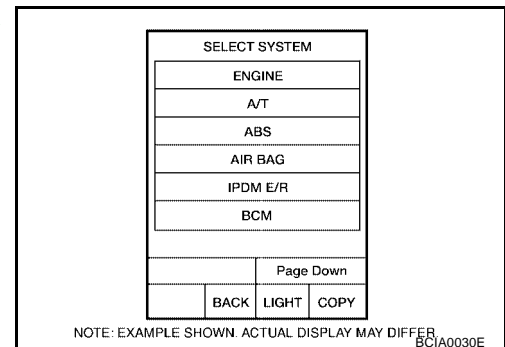 SELECT SYSTEM
ENGINE
A/T
ABS
AIR BAG
IPDM E/R
BCM
Page Down
BACK LIGHT COPY
NOTE: EXAMPLE SHOWN. ACTUAL DISPLAY MAY DIFFER.
BCIA0030E